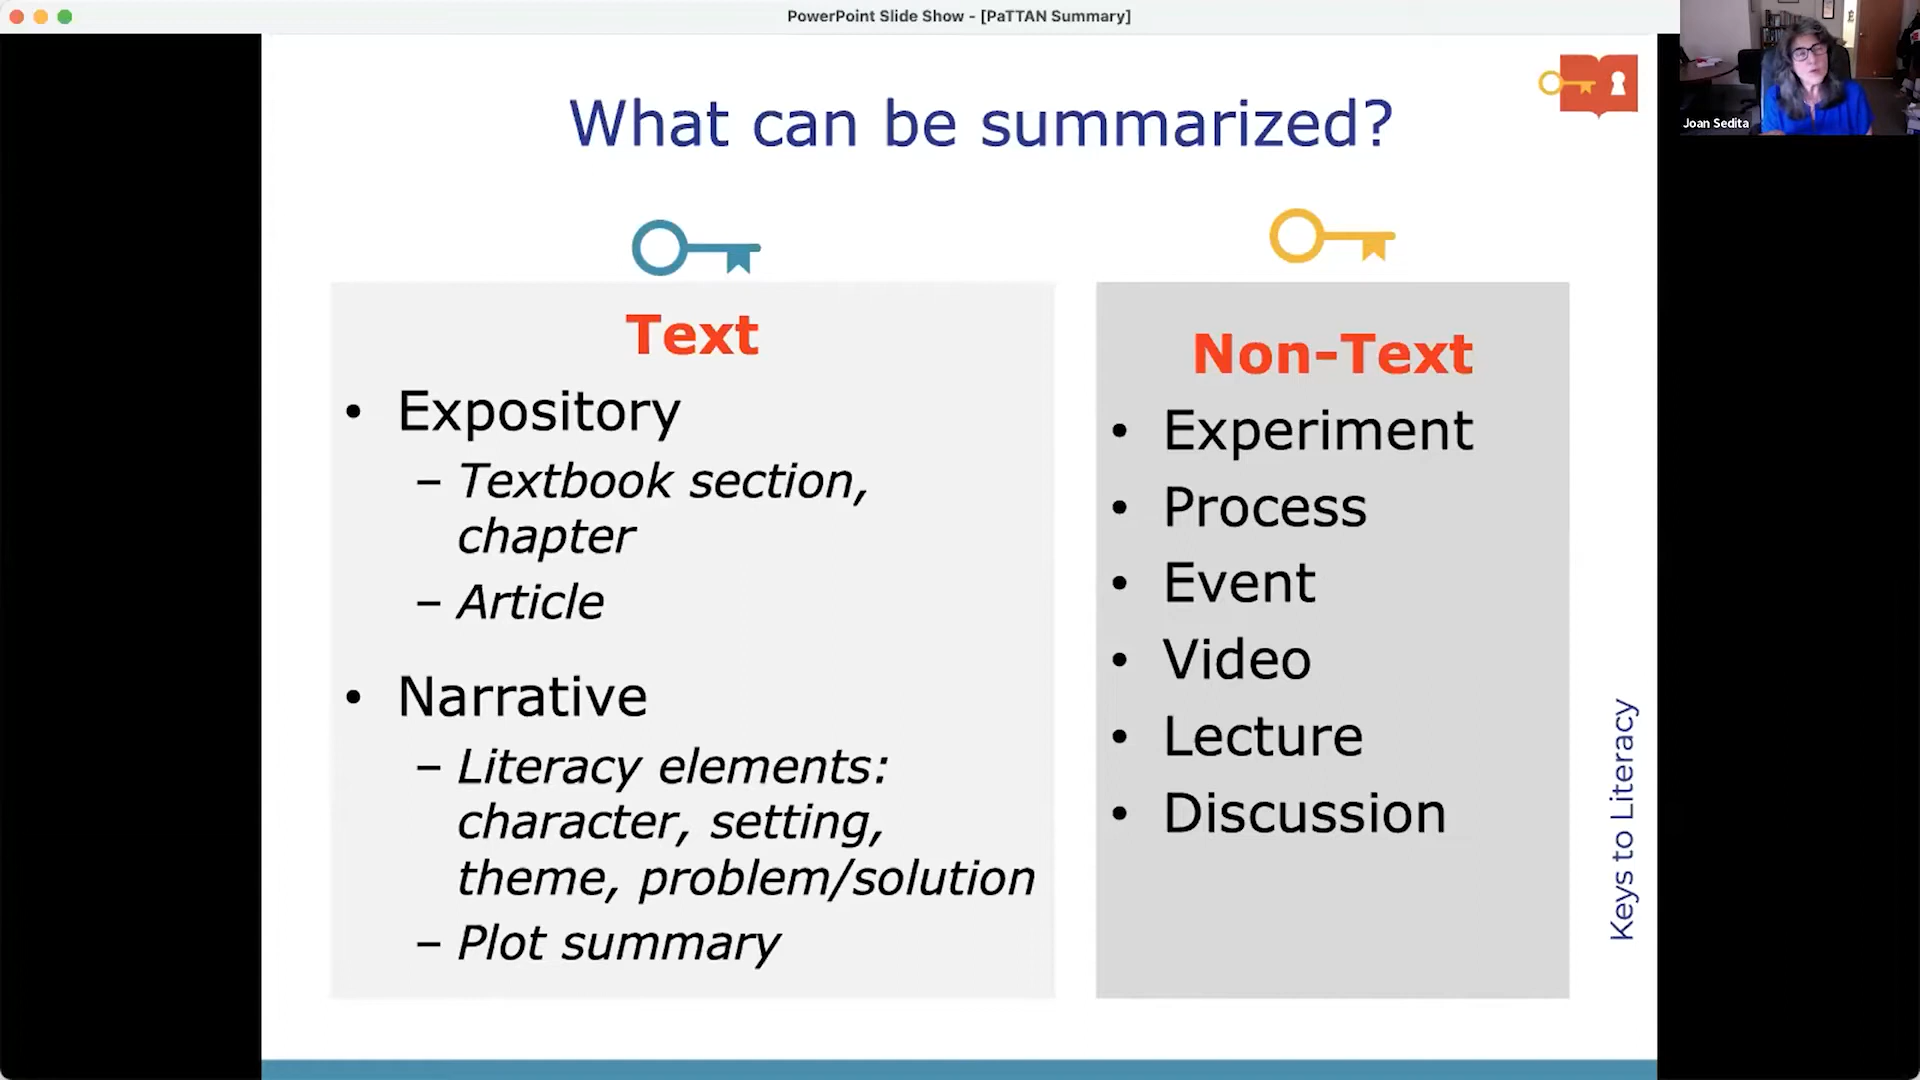 PowerPoint Slide Show - [PaTTAN Summary]
Joan Sedita
What can be summarized?
Text
• Expository
– Textbook section,
chapter
– Article
• Narrative
– Literacy elements:
character, setting,
theme, problem/solution
– Plot summary
Non-Text
• Experiment
• Process
• Event
• Video
• Lecture
• Discussion
Keys to Literacy